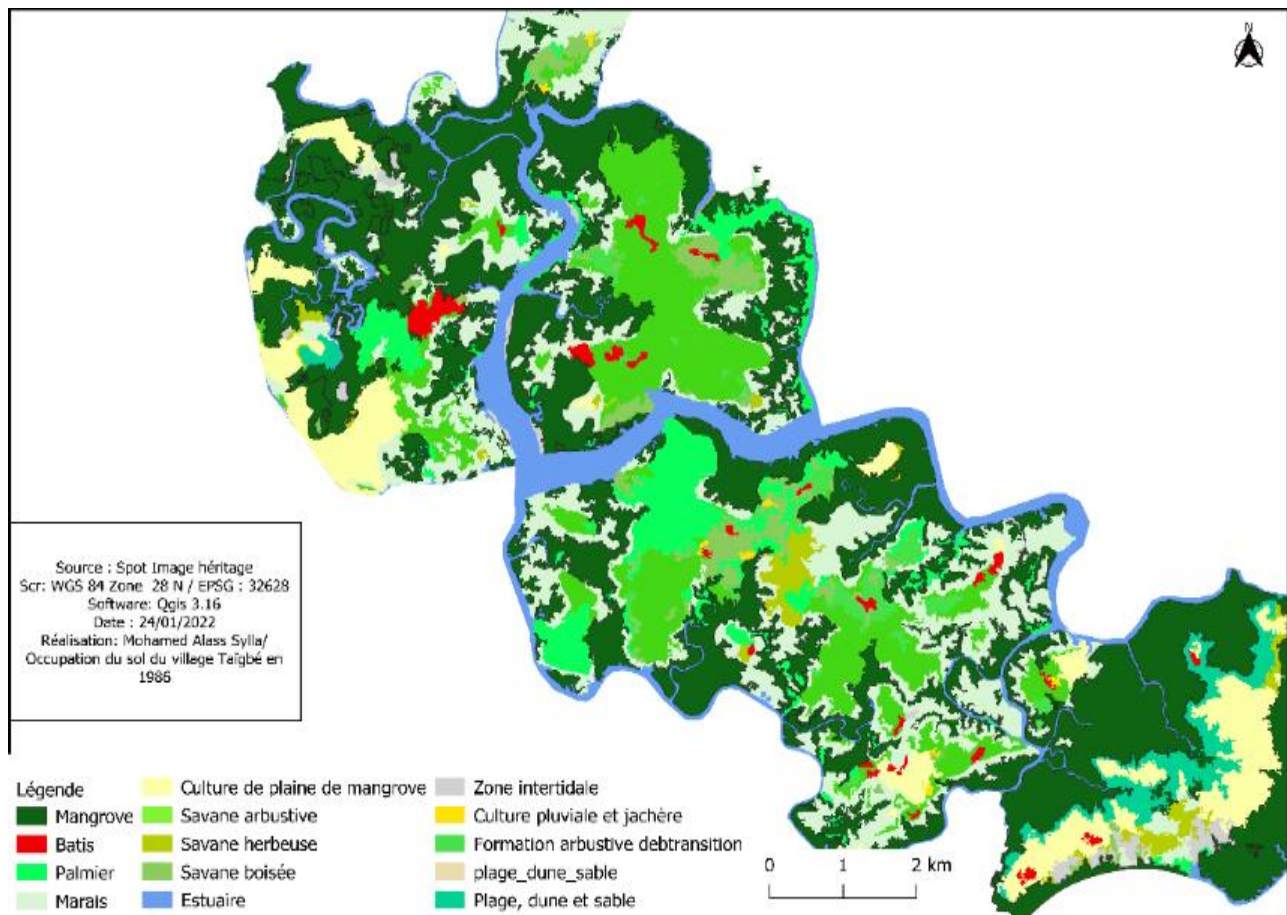 N
Source : Spot Image héritage
Scr: WGS 84 Zone 28 N / EPSG : 32628
Software: Qgis 3.16
Date : 24/01/2022
Réalisation: Mohamed Alass Sylla/
Occupation du sol du village Taïgbé en
1986
Légende
Mangrove
Batis
Palmier
Marais
Culture de plaine de mangrove
Savane arbustive
Savane herbeuse
Savane boisée
Estuaire
Zone intertidale
Culture pluviale et jachère
Formation arbustive debtransition
plage_dune_sable
Plage, dune et sable
0 1 2 km